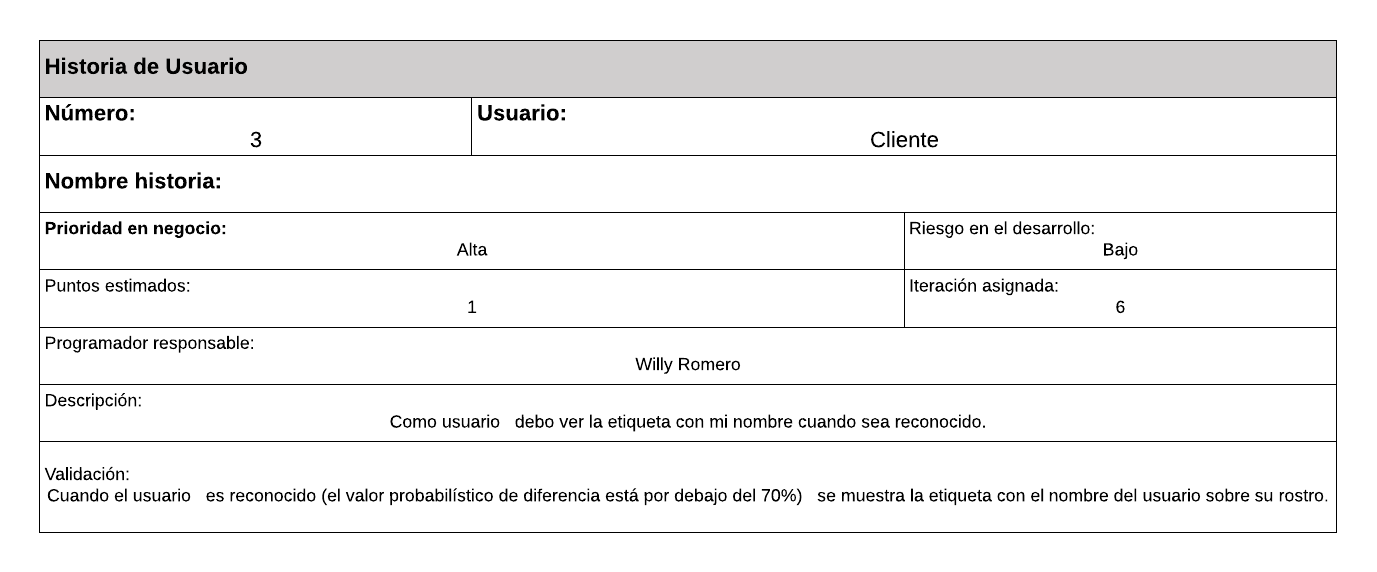 Historia de Usuario
Número:
3
Usuario:
Cliente
Nombre historia:
Prioridad en negocio:
Alta
Riesgo en el desarrollo:
Bajo
Puntos estimados:
1
Iteración asignada:
6
Programador responsable:
Willy Romero
Descripción:
Como usuario debo ver la etiqueta con mi nombre cuando sea reconocido.
Validación:
Cuando el usuario es reconocido (el valor probabilístico de diferencia está por debajo del 70%) se muestra la etiqueta con el nombre del usuario sobre su rostro.